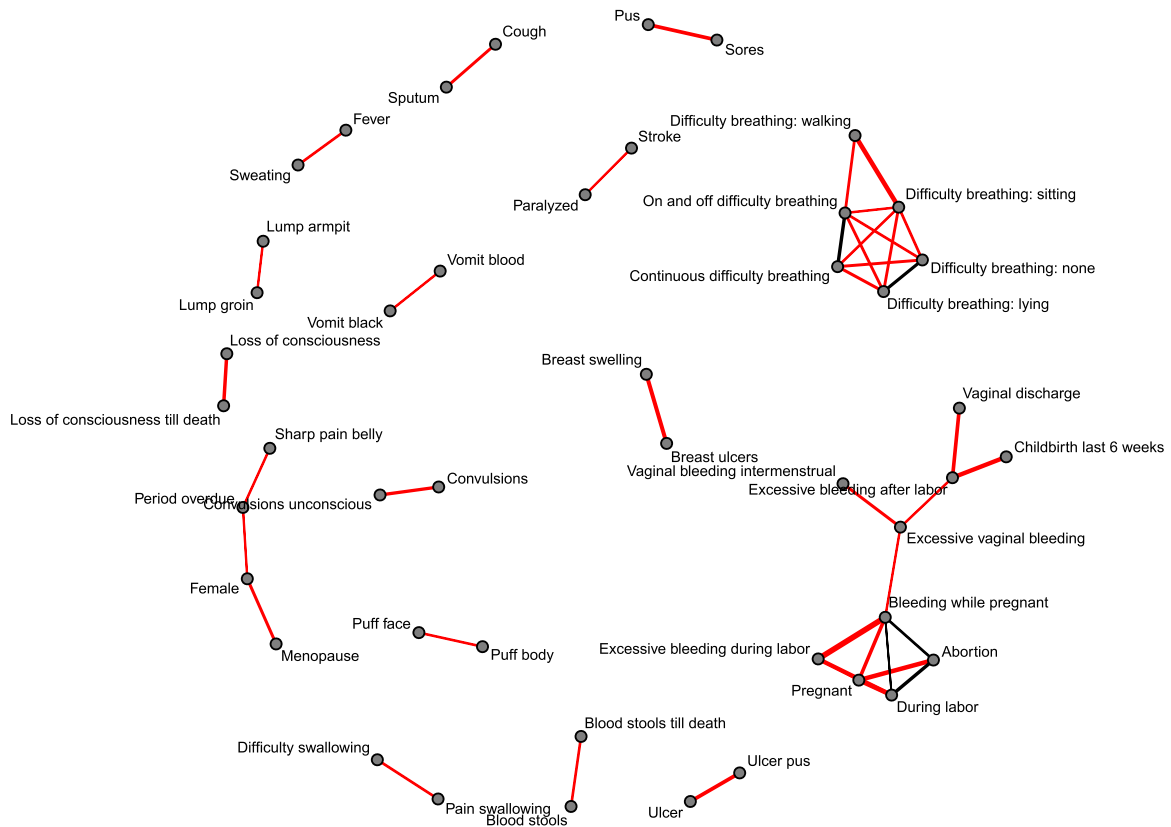 Pus
Cough
Sores
Sputum
Fever
Difficulty breathing: walking
Stroke
Sweating
Difficulty breathing: sitting
On and off difficulty breathing
Paralyzed
Lump armpit
Vomit blood
Difficulty breathing: none
Continuous difficulty breathing
Lump groin
Difficulty breathing: lying
Vomit black
Loss of consciousness
Breast swelling
Vaginal discharge
Loss of consciousness till death
Sharp pain belly
Childbirth last 6 weeks
Breast ulcers
Vaginal bleeding intermenstrual
Convulsions
Excessive bleeding after labor
Period overdue
Convulsions unconscious
Excessive vaginal bleeding
Female
Bleeding while pregnant
Puff face
Excessive bleeding during labor
Abortion
Puff body
Menopause
Pregnant
During labor
Blood stools till death
Difficulty swallowing
Ulcer pus
Pain swallowing
Ulcer
Blood stools